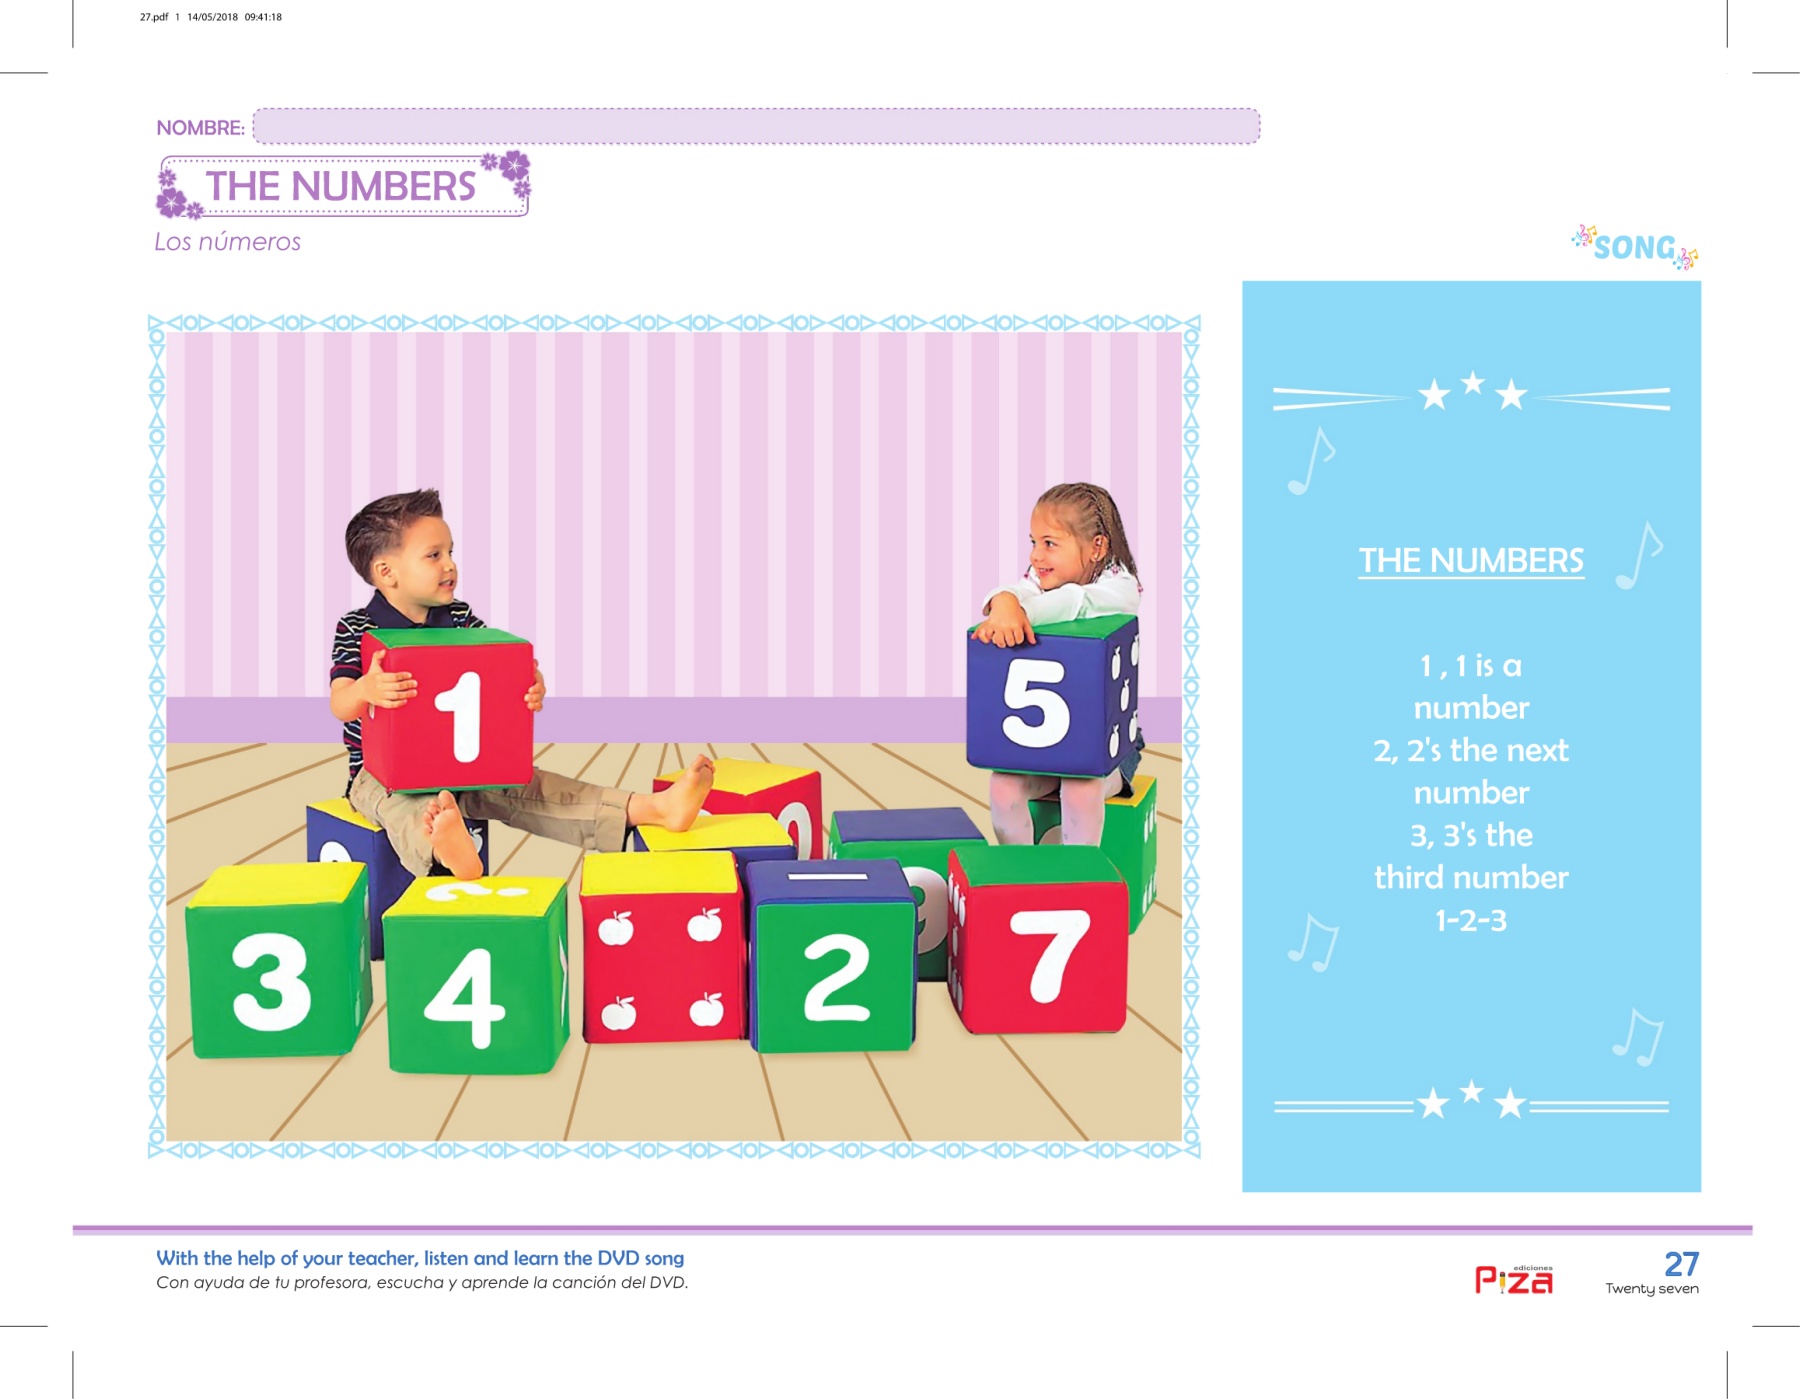 27.pdf 1 14/05/2018 09:41:18
NOMBRE:
THE NUMBERS
Los números
SONG
1
5
0
9
3
4
2
7
THE NUMBERS
1 , 1 is a
number
2, 2's the next
number
3, 3's the
third number
1-2-3
With the help of your teacher, listen and learn the DVD song
Con ayuda de tu profesora, escucha y aprende la canción del DVD.
ediciones
Piza
27
Twenty seven